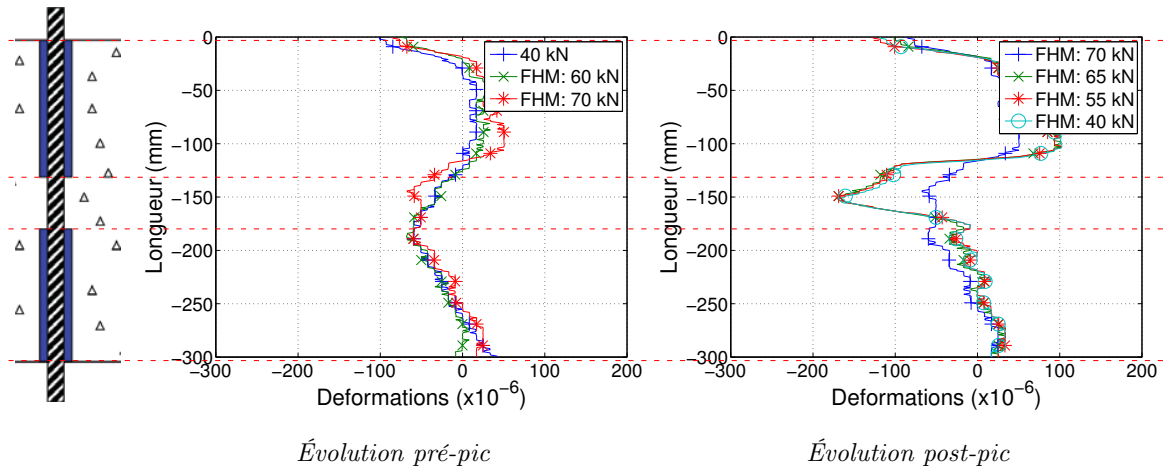 0
−50
−100
−150
−200
−250
−300
Longueur (mm)
−300
−200
−100
0
100
200
Deformations (x10⁻⁶)
40 kN
FHM: 60 kN
FHM: 70 kN
Évolution pré-pic
0
−50
−100
−150
−200
−250
−300
Longueur (mm)
−300
−200
−100
0
100
200
Deformations (x10⁻⁶)
FHM: 70 kN
FHM: 65 kN
FHM: 55 kN
FHM: 40 kN
Évolution post-pic